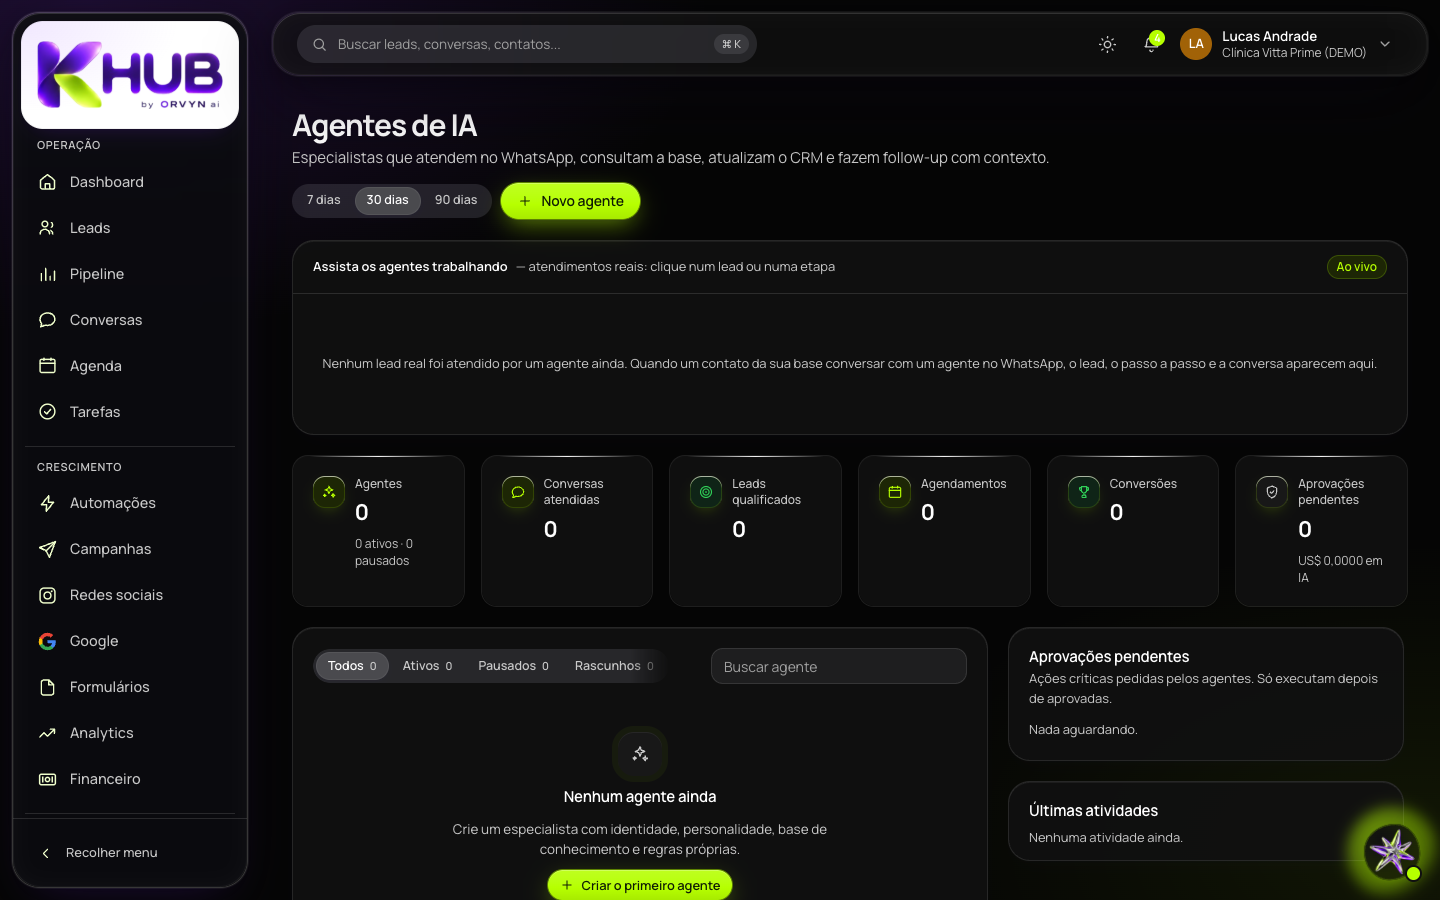 KHUB
by ORVYN ai
OPERAÇÃO
Dashboard
Leads
Pipeline
Conversas
Agenda
Tarefas
CRESCIMENTO
Automações
Campanhas
Redes sociais
Google
Formulários
Analytics
Financeiro
Recolher menu
Buscar leads, conversas, contatos...
⌘ K
4
LA
Lucas Andrade
Clínica Vitta Prime (DEMO)
Agentes de IA
Especialistas que atendem no WhatsApp, consultam a base, atualizam o CRM e fazem follow-up com contexto.
7 dias
30 dias
90 dias
Novo agente
Assista os agentes trabalhando — atendimentos reais: clique num lead ou numa etapa
Ao vivo
Nenhum lead real foi atendido por um agente ainda. Quando um contato da sua base conversar com um agente no WhatsApp, o lead, o passo a passo e a conversa aparecem aqui.
Agentes
0
0 ativos · 0
pausados
Conversas
atendidas
0
Leads
qualificados
0
Agendamentos
0
Conversões
0
Aprovações
pendentes
0
US$ 0,0000 em
IA
Todos 0
Ativos 0
Pausados 0
Rascunhos 0
Buscar agente
Nenhum agente ainda
Crie um especialista com identidade, personalidade, base de
conhecimento e regras próprias.
Criar o primeiro agente
Aprovações pendentes
Ações críticas pedidas pelos agentes. Só executam depois
de aprovadas.
Nada aguardando.
Últimas atividades
Nenhuma atividade ainda.